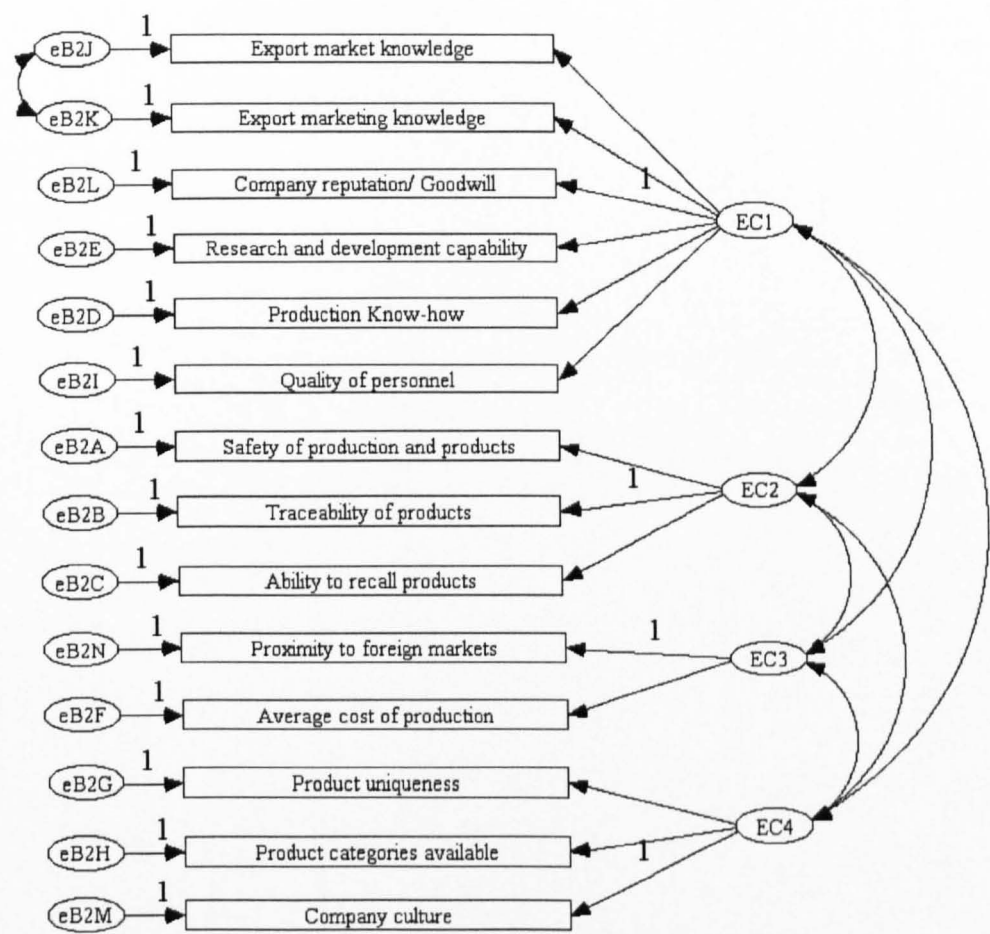 1
eB2J Export market knowledge
1
eB2K Export marketing knowledge
1
eB2L Company reputation/ Goodwill
1
EC1
1
eB2E Research and development capability
1
eB2D Production Know-how
1
eB2I Quality of personnel
1
eB2A Safety of production and products
1
EC2
1
eB2B Traceability of products
1
eB2C Ability to recall products
1
eB2N Proximity to foreign markets
1
EC3
1
eB2F Average cost of production
1
eB2G Product uniqueness
EC4
1
eB2H Product categories available
1
1
eB2M Company culture